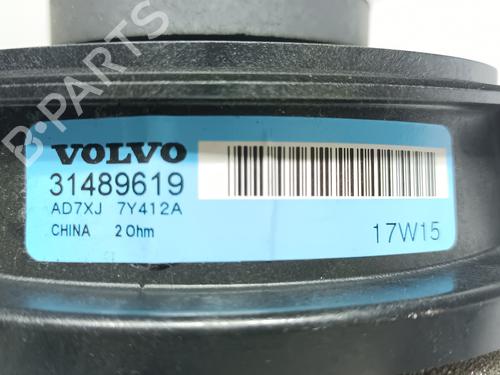 VOLVO
31489619
AD7XJ 7Y412A
CHINA 2 Ohm
17W15
B-PARTS